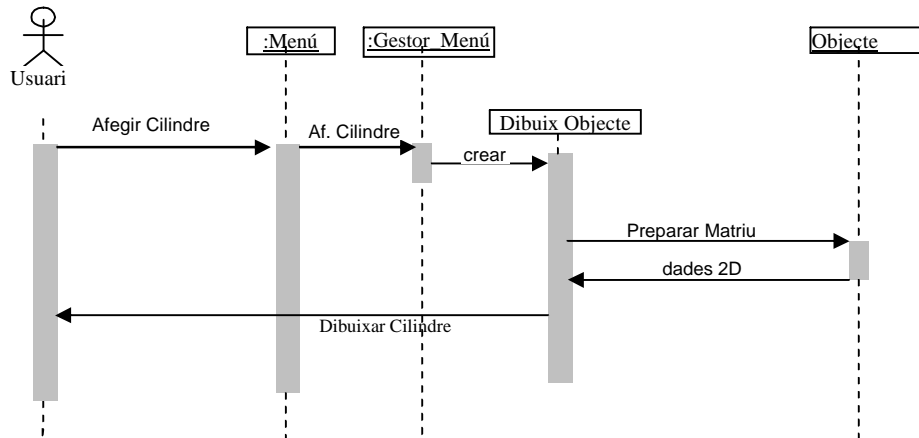 :Menú
:Gestor_Menú
Objecte
Usuari
Afegir Cilindre
Af. Cilindre
Dibuix Objecte
crear
Preparar Matriu
dades 2D
Dibuixar Cilindre